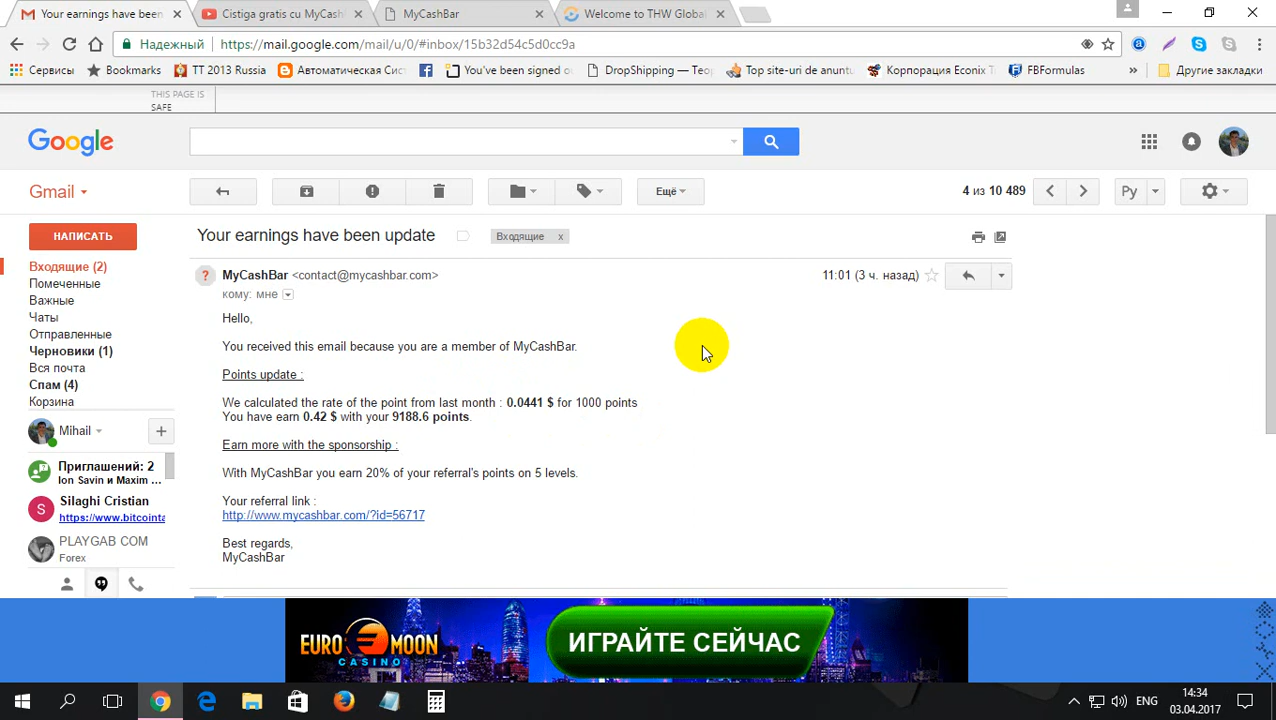 Your earnings have been
Cistiga gratis cu MyCash
MyCashBar
Welcome to THW Global
Надежный
https://mail.google.com/mail/u/0/#inbox/15b32d54c5d0cc9a
Сервисы
Bookmarks
TT 2013 Russia
Автоматическая Сис
You've been signed o
DropShipping — Teop
Top site-uri de anuntu
Корпорация Econix T
FBFormulas
»
Другие закладки
THIS PAGE IS
SAFE
Google
Gmail
Ещё
4 из 10 489
Ру
НАПИСАТЬ
Your earnings have been update
Входящие x
Входящие (2)
Помеченные
Важные
Чаты
Отправленные
Черновики (1)
Вся почта
Спам (4)
Корзина
MyCashBar <contact@mycashbar.com>
11:01 (3 ч. назад)
кому: мне
Hello,
You received this email because you are a member of MyCashBar.
Points update :
We calculated the rate of the point from last month : 0.0441 $ for 1000 points
You have earn 0.42 $ with your 9188.6 points.
Earn more with the sponsorship :
With MyCashBar you earn 20% of your referral's points on 5 levels.
Your referral link :
http://www.mycashbar.com/?id=56717
Best regards,
MyCashBar
Mihail
Приглашений: 2
Ion Savin и Maxim ...
S
Silaghi Cristian
https://www.bitcointa
PLAYGAB COM
Forex
EURO MOON
CASINO
ИГРАЙТЕ СЕЙЧАС
ENG
14:34
03.04.2017